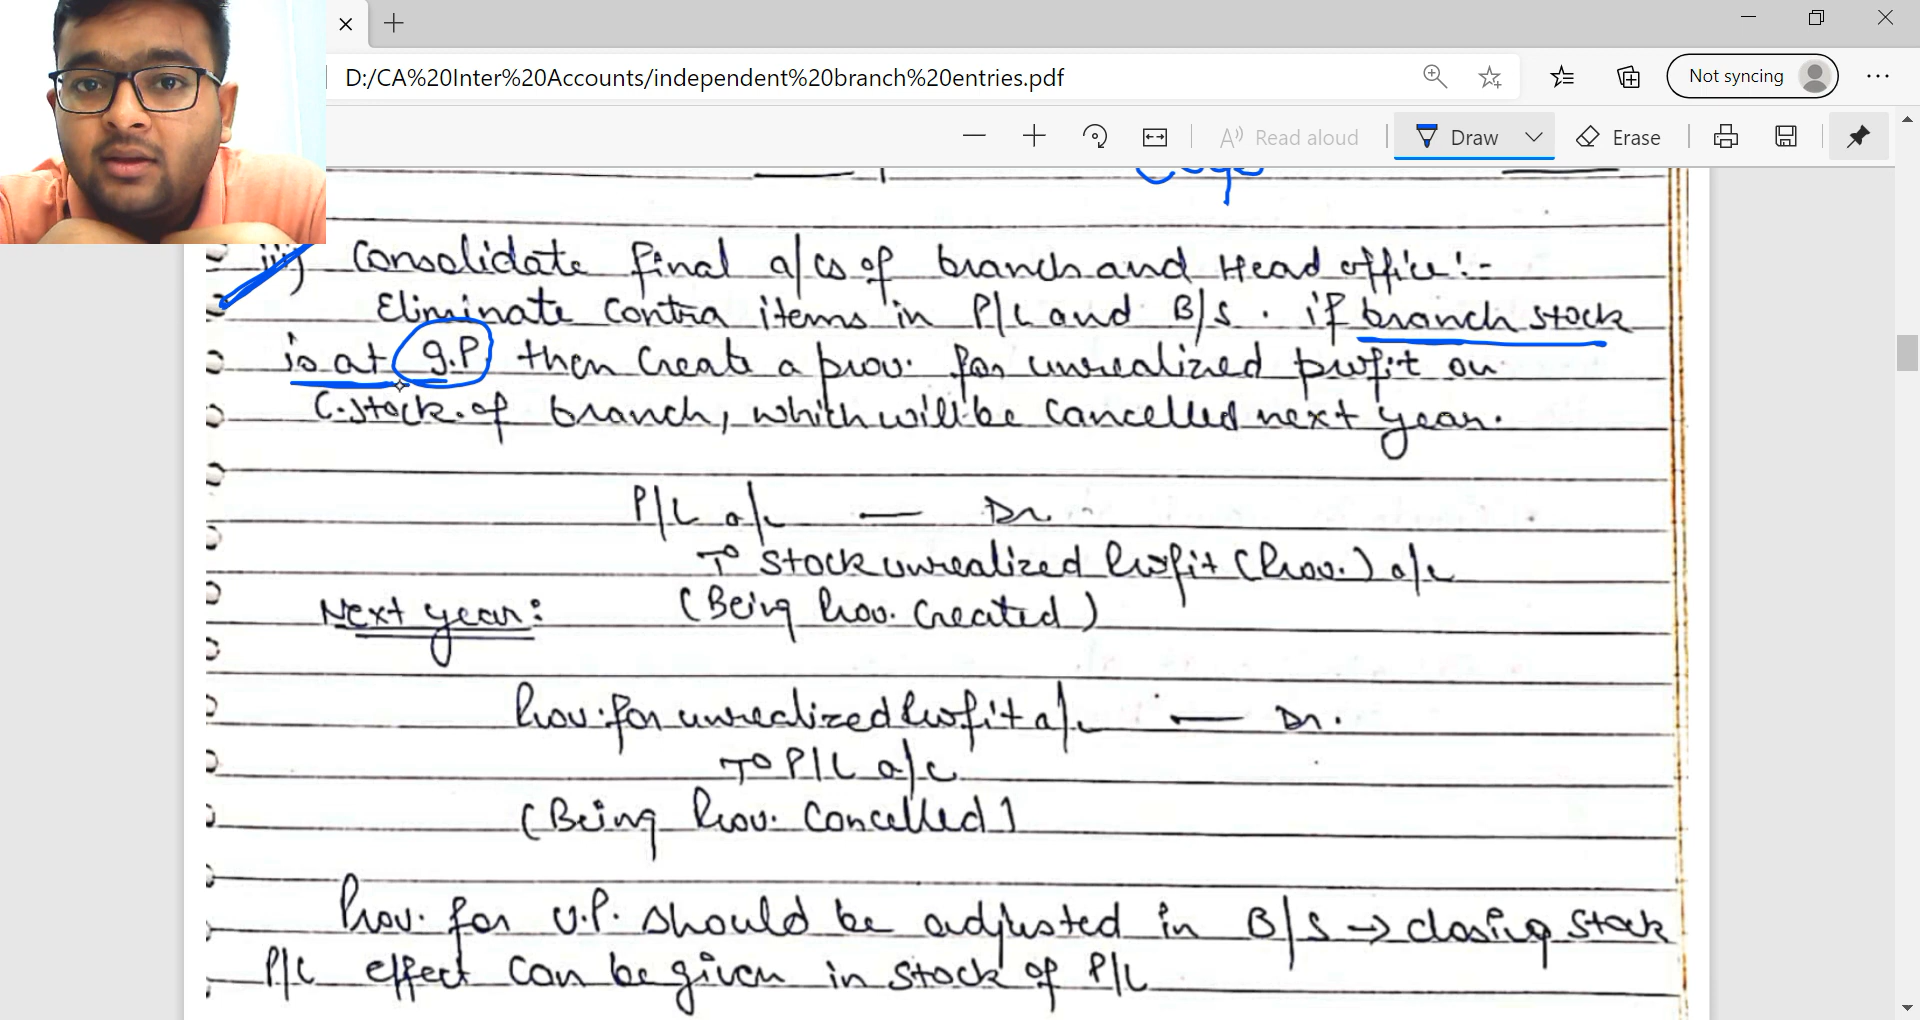 D:/CA%20Inter%20Accounts/independent%20branch%20entries.pdf
Not syncing
Read aloud
Draw
Erase
iii) Consolidate final a/cs of branch and Head office:-
Eliminate contra items in P/L and B/S. if branch stock
is at g.P. then create a prov. for unrealized profit on
C.stock of branch, which will be cancelled next year.
P/L a/c — Dr.
To stock unrealized Profit (Prov.) a/c
(Being Prov. Created)
Next year:
Prov. for unrealized Profit a/c — Dr.
To P/L a/c
(Being Prov. Cancelled)
Prov. for U.P. should be adjusted in B/S → closing stock
P/L effect can be given in stock of P/L